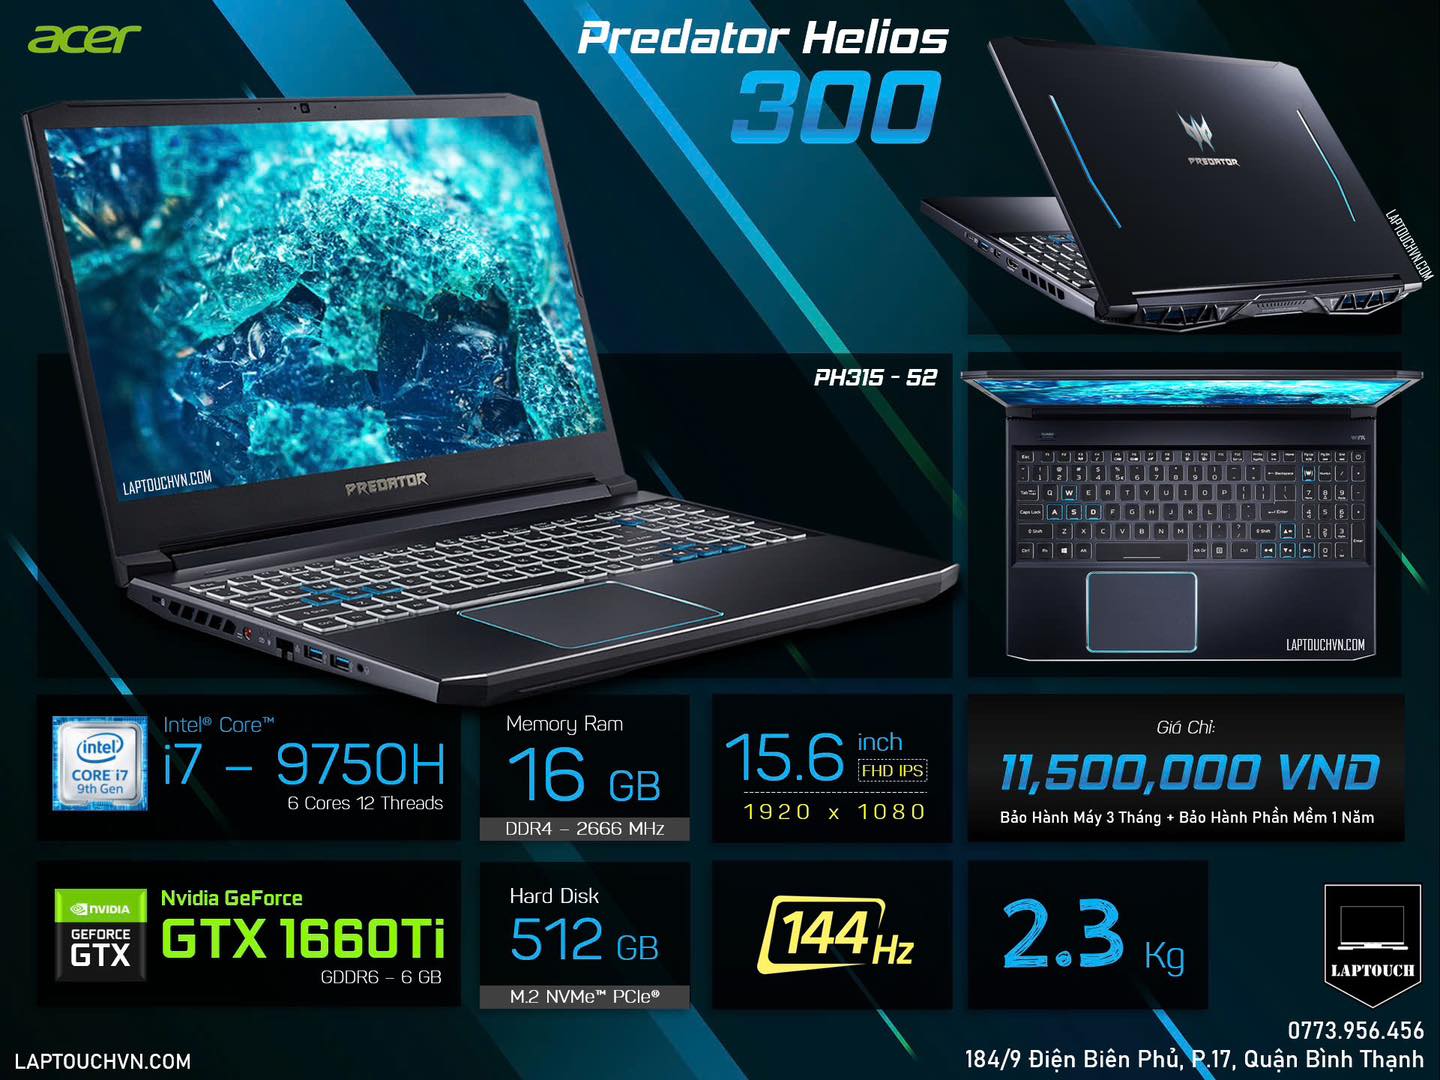 acer
Predator Helios
300
PREDATOR
LAPTOUCHVN.COM
PH315 - 52
LAPTOUCHVN.COM
PREDATOR
LAPTOUCHVN.COM
intel
CORE i7
9th Gen
Intel® Core™
i7 – 9750H
6 Cores 12 Threads
Memory Ram
16 GB
DDR4 – 2666 MHz
15.6 inch
FHD IPS
1920 x 1080
Giá Chỉ:
11,500,000 VND
Bảo Hành Máy 3 Tháng + Bảo Hành Phần Mềm 1 Năm
NVIDIA
GEFORCE
GTX
Nvidia GeForce
GTX 1660Ti
GDDR6 – 6 GB
Hard Disk
512 GB
M.2 NVMe™ PCIe®
144Hz
2.3 Kg
LAPTOUCH
0773.956.456
184/9 Điện Biên Phủ, P.17, Quận Bình Thạnh
LAPTOUCHVN.COM